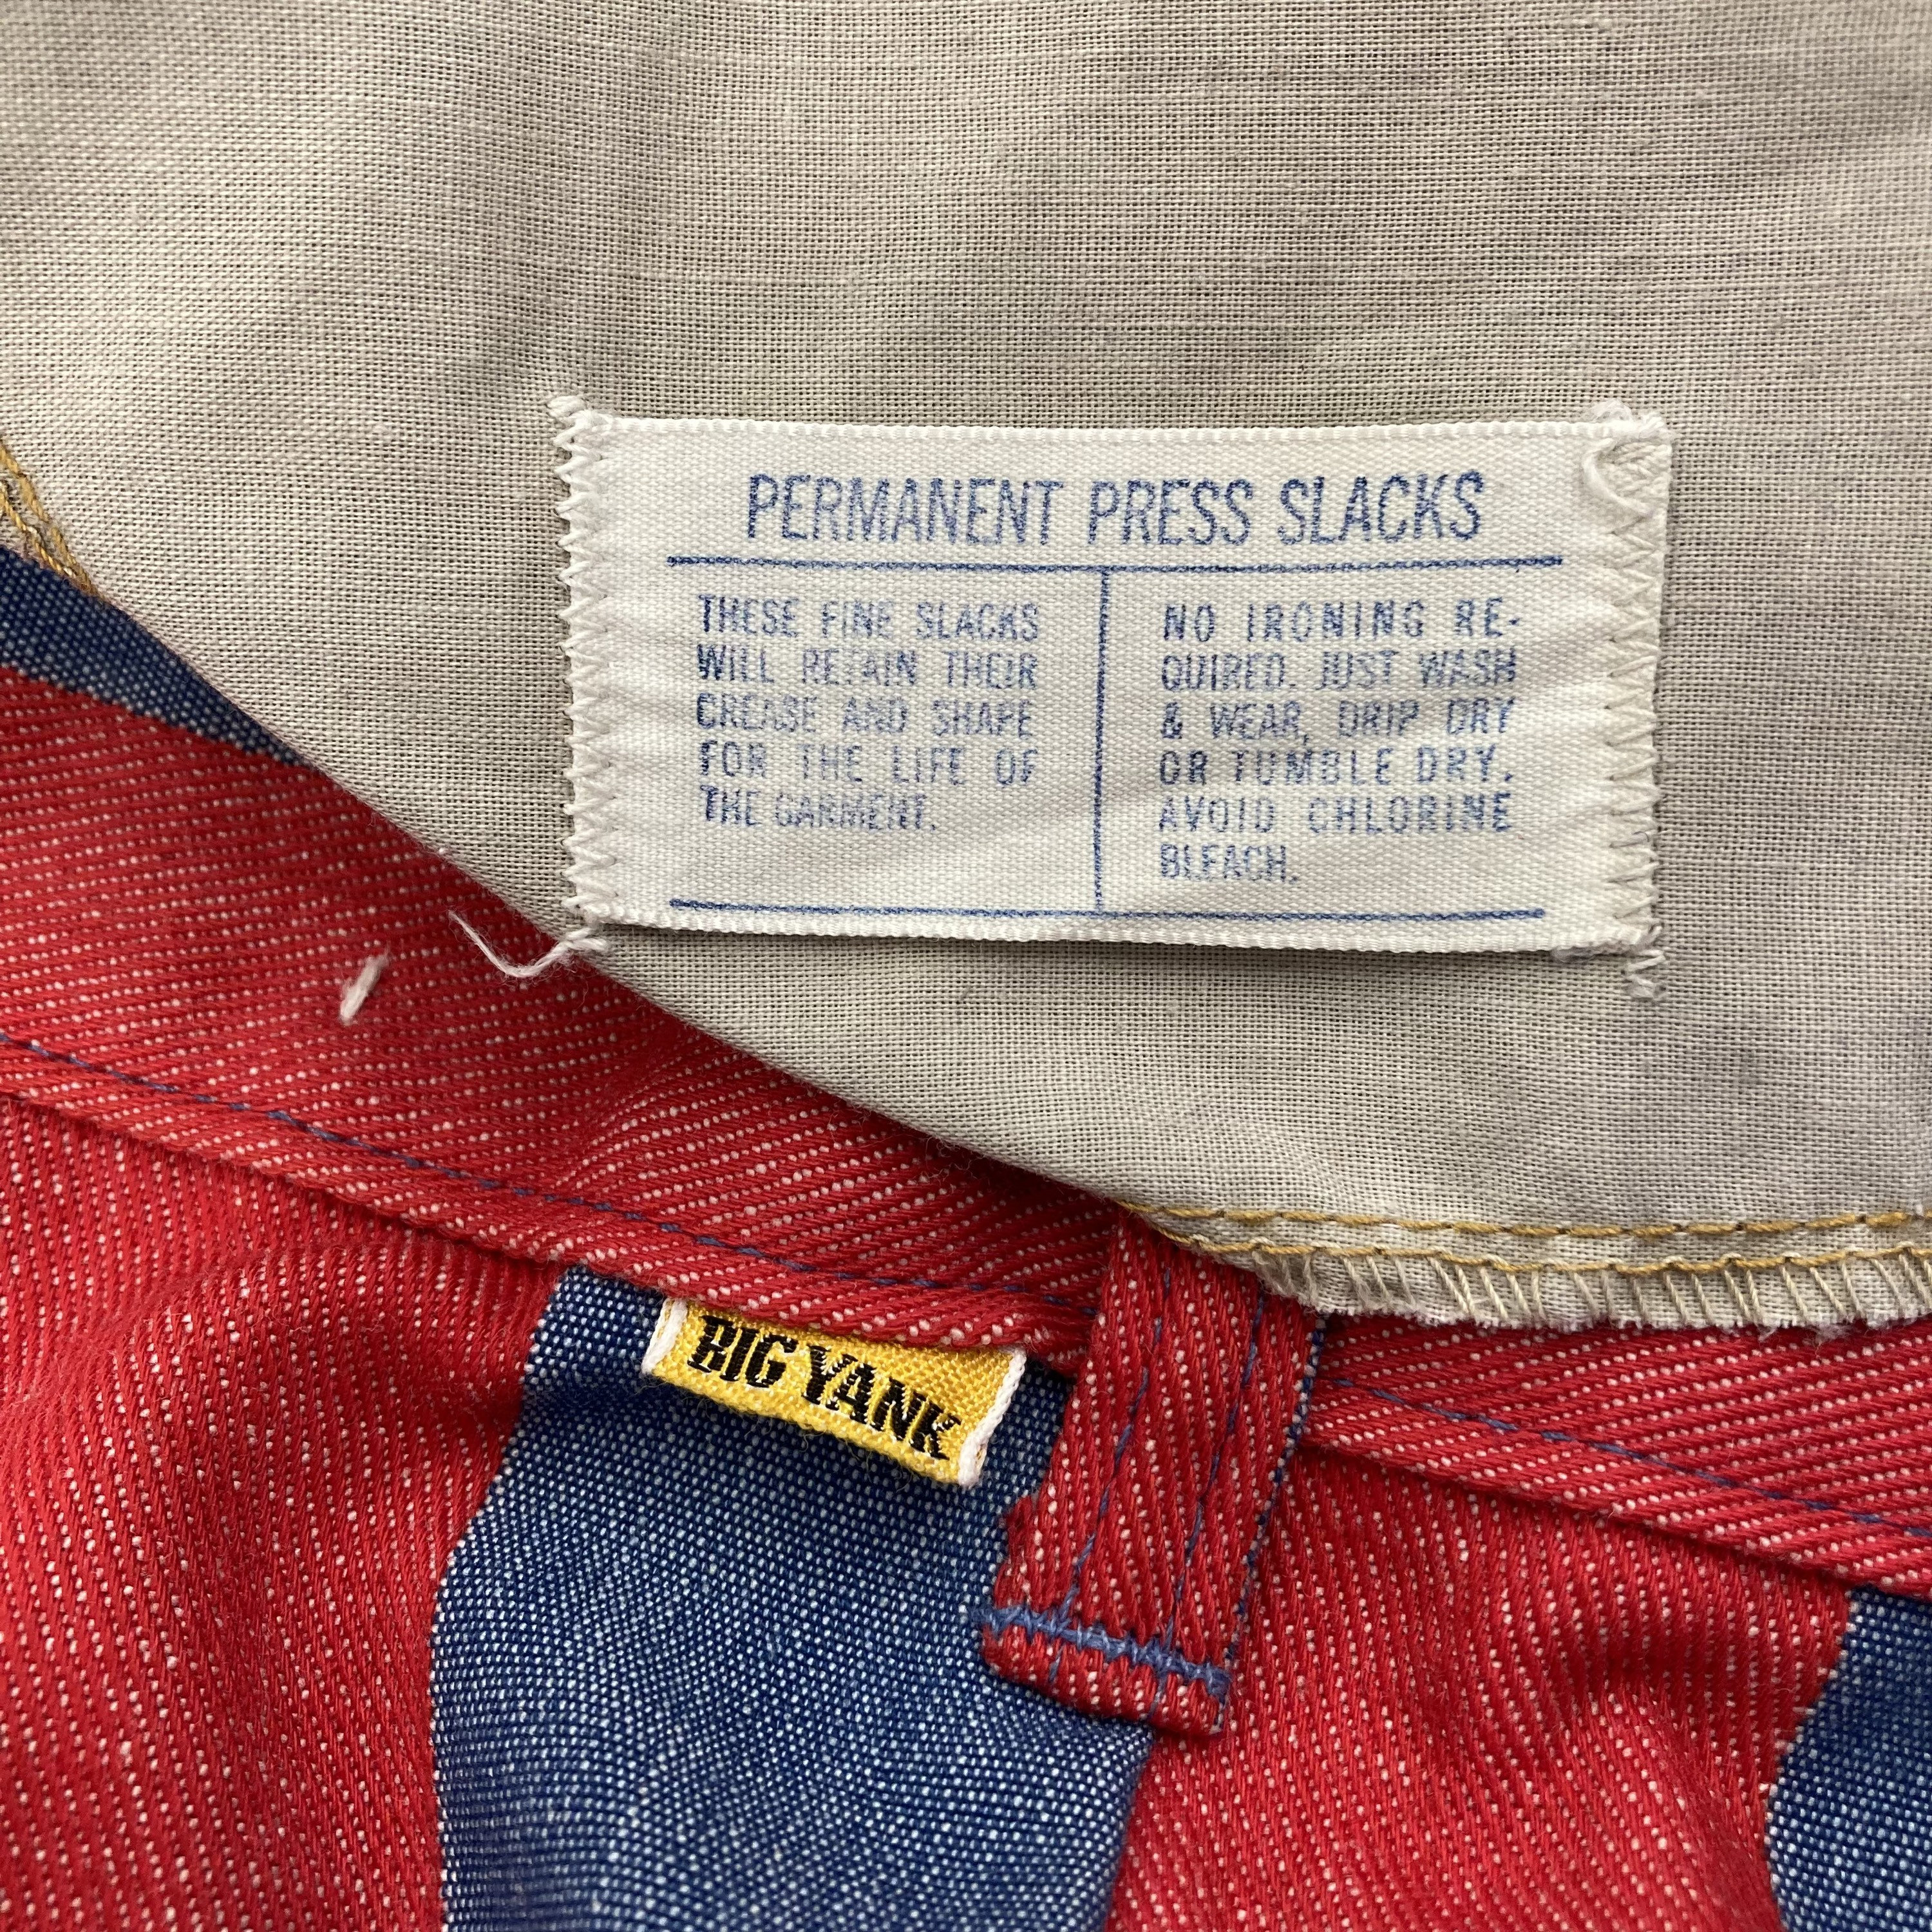 PERMANENT PRESS SLACKS
THESE FINE SLACKS
WILL RETAIN THEIR
CREASE AND SHAPE
FOR THE LIFE OF
THE GARMENT.
NO IRONING RE-
QUIRED. JUST WASH
& WEAR, DRIP DRY
OR TUMBLE DRY.
AVOID CHLORINE
BLEACH.
BIG YANK